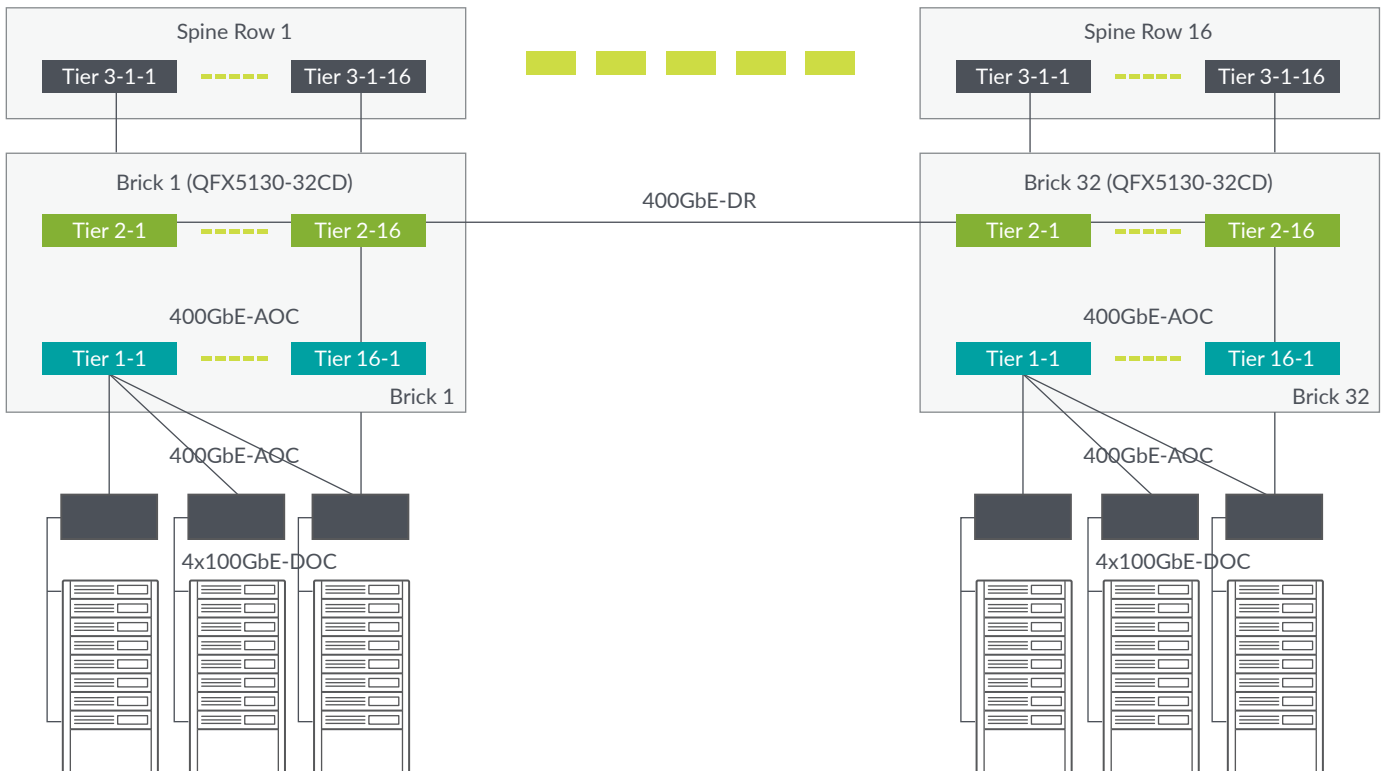 Spine Row 1
Tier 3-1-1
Tier 3-1-16
Spine Row 16
Tier 3-1-1
Tier 3-1-16
Brick 1 (QFX5130-32CD)
Tier 2-1
Tier 2-16
400GbE-AOC
Tier 1-1
Tier 16-1
Brick 1
400GbE-DR
Brick 32 (QFX5130-32CD)
Tier 2-1
Tier 2-16
400GbE-AOC
Tier 1-1
Tier 16-1
Brick 32
400GbE-AOC
4x100GbE-DOC
400GbE-AOC
4x100GbE-DOC